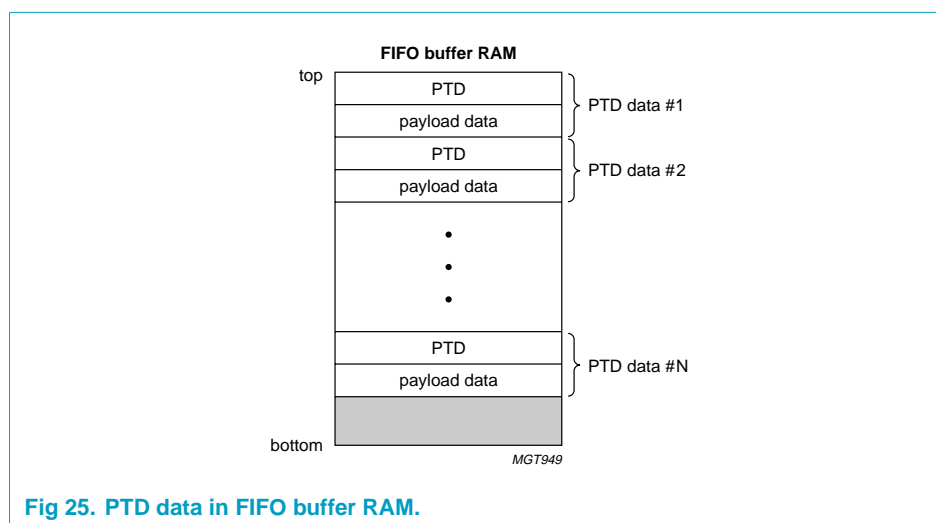 FIFO buffer RAM
top
PTD
payload data
PTD data #1
PTD
payload data
PTD data #2
PTD
payload data
PTD data #N
bottom
MGT949
Fig 25. PTD data in FIFO buffer RAM.